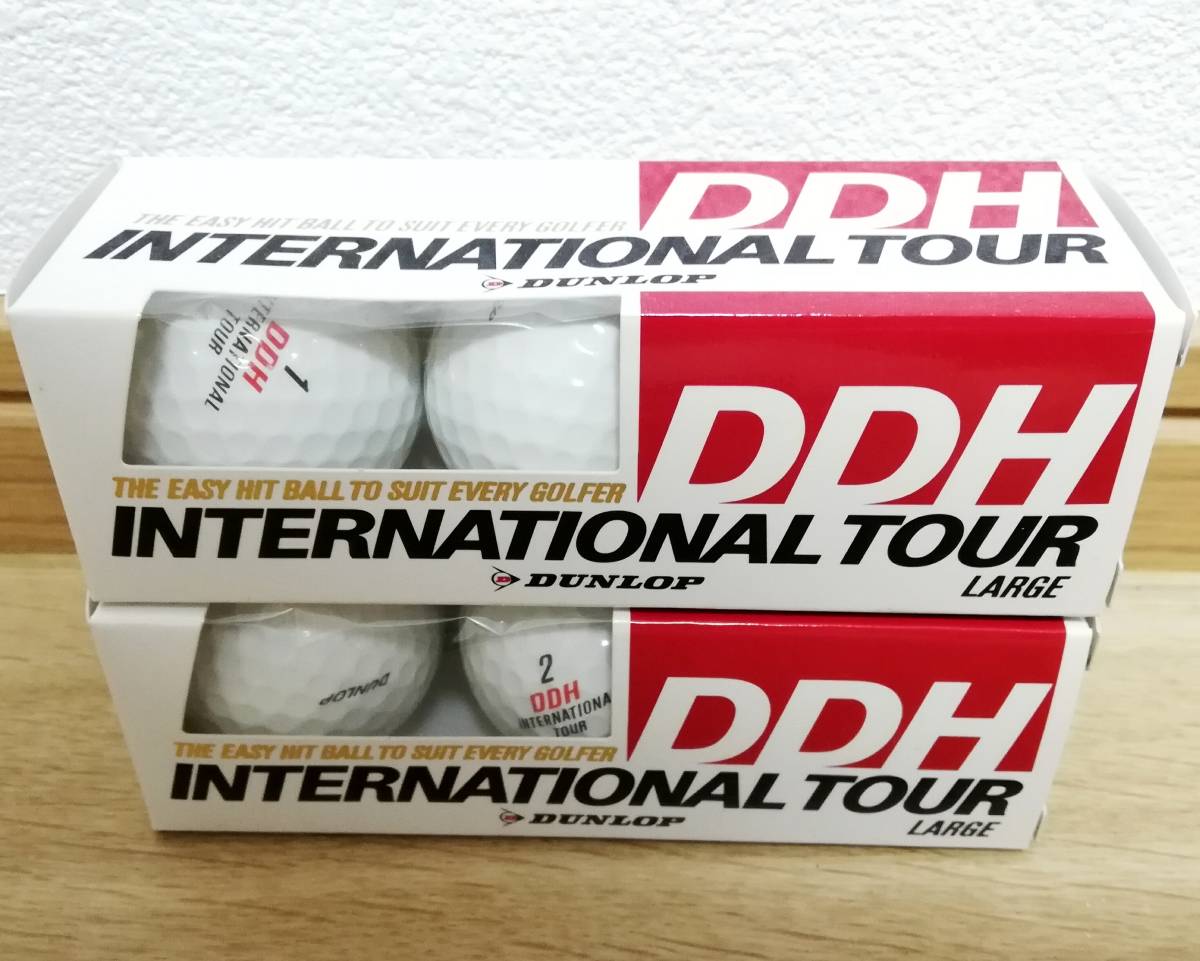 THE EASY HIT BALL TO SUIT EVERY GOLFER
DDH
INTERNATIONAL TOUR
DUNLOP
INTERNATIONAL
TOUR
DDH
1
DDH
THE EASY HIT BALL TO SUIT EVERY GOLFER
INTERNATIONAL TOUR
D DUNLOP
LARGE
DUNLOP
2
DDH
INTERNATIONA
TOUR
DDH
THE EASY HIT BALL TO SUIT EVERY GOLFER
INTERNATIONAL TOUR
D DUNLOP
LARGE